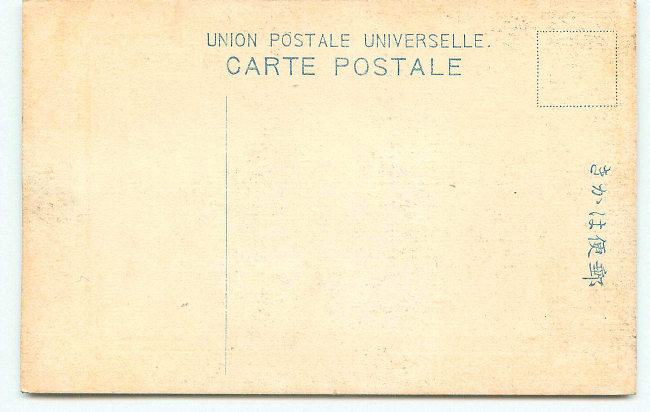 UNION POSTALE UNIVERSELLE.
CARTE POSTALE
きかは便郵